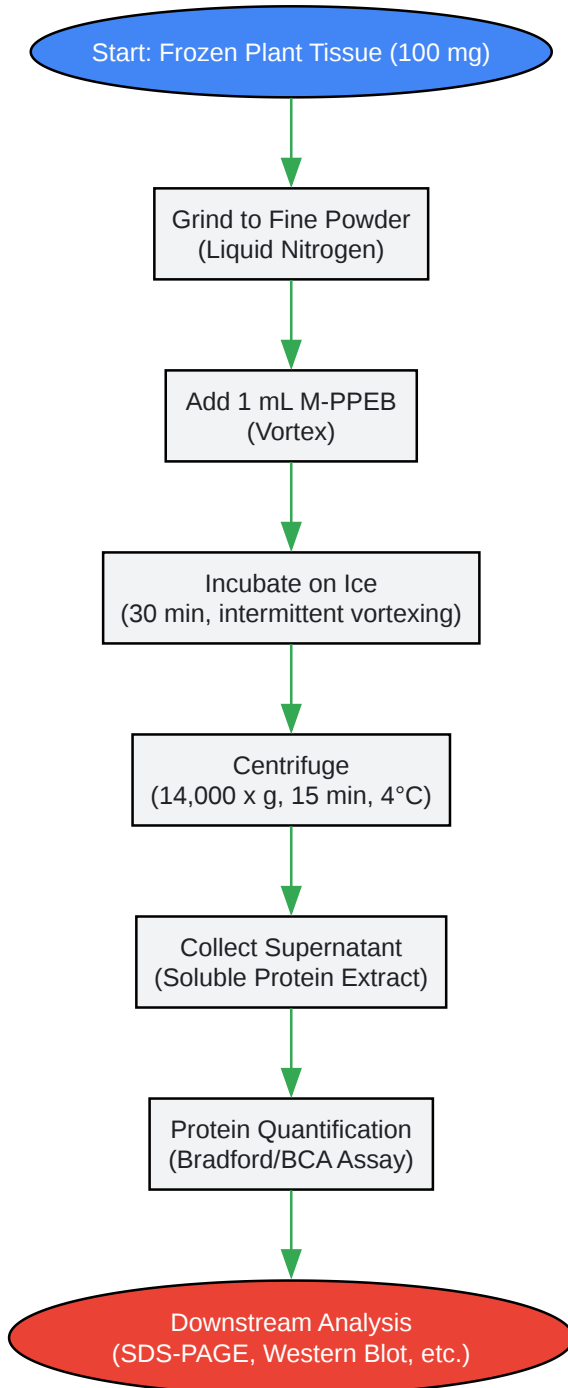 Start: Frozen Plant Tissue (100 mg)
Grind to Fine Powder
(Liquid Nitrogen)
Add 1 mL M-PPEB
(Vortex)
Incubate on Ice
(30 min, intermittent vortexing)
Centrifuge
(14,000 x g, 15 min, 4°C)
Collect Supernatant
(Soluble Protein Extract)
Protein Quantification
(Bradford/BCA Assay)
Downstream Analysis
(SDS-PAGE, Western Blot, etc.)